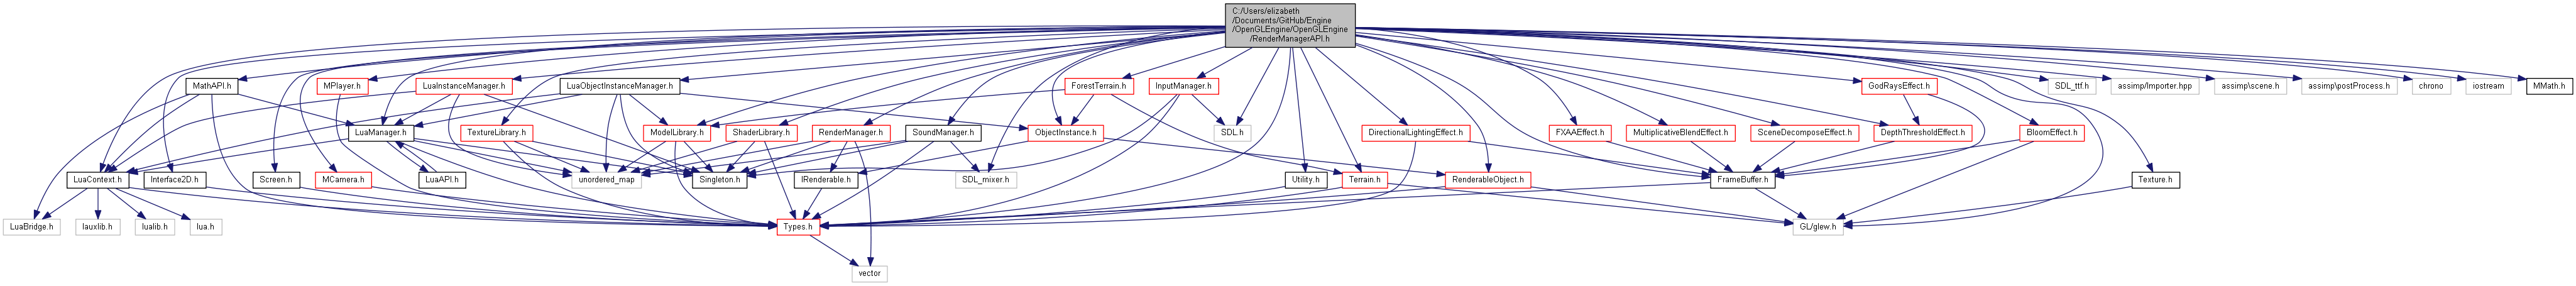 C:/Users/elizabeth
/Documents/GitHub/Engine
/OpenGLEngine/OpenGLEngine
/RenderManagerAPI.h
MathAPI.h
MPlayer.h
LuaInstanceManager.h
LuaObjectInstanceManager.h
ForestTerrain.h
InputManager.h
GodRaysEffect.h
SDL_ttf.h
assimp/Importer.hpp
assimp\scene.h
assimp\postProcess.h
chrono
iostream
MMath.h
LuaManager.h
TextureLibrary.h
ModelLibrary.h
ShaderLibrary.h
RenderManager.h
SoundManager.h
ObjectInstance.h
SDL.h
DirectionalLightingEffect.h
FXAAEffect.h
MultiplicativeBlendEffect.h
SceneDecomposeEffect.h
DepthThresholdEffect.h
BloomEffect.h
LuaContext.h
Interface2D.h
Screen.h
MCamera.h
LuaAPI.h
unordered_map
Singleton.h
IRenderable.h
SDL_mixer.h
Utility.h
Terrain.h
RenderableObject.h
FrameBuffer.h
Texture.h
LuaBridge.h
lauxlib.h
lualib.h
lua.h
Types.h
GL/glew.h
vector